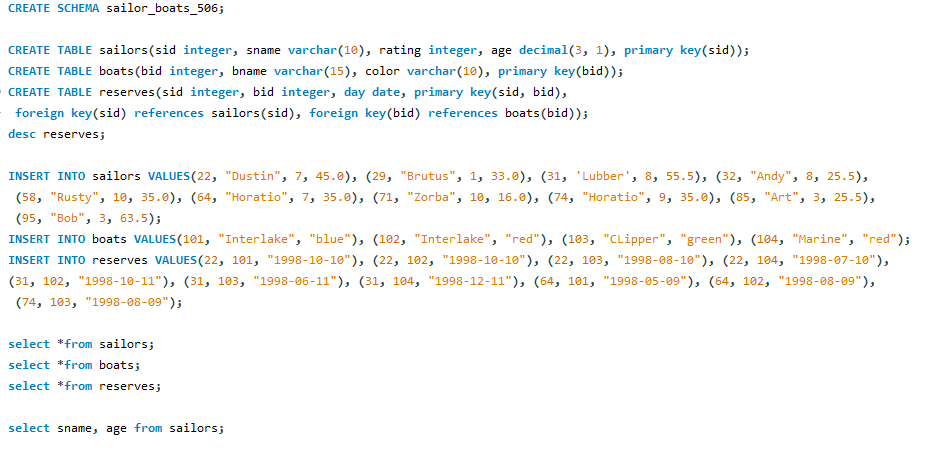 CREATE SCHEMA sailor_boats_506;
CREATE TABLE sailors(sid integer, sname varchar(10), rating integer, age decimal(3, 1), primary key(sid));
CREATE TABLE boats(bid integer, bname varchar(15), color varchar(10), primary key(bid));
CREATE TABLE reserves(sid integer, bid integer, day date, primary key(sid, bid),
foreign key(sid) references sailors(sid), foreign key(bid) references boats(bid));
desc reserves;
INSERT INTO sailors VALUES(22, "Dustin", 7, 45.0), (29, "Brutus", 1, 33.0), (31, 'Lubber', 8, 55.5), (32, "Andy", 8, 25.5),
(58, "Rusty", 10, 35.0), (64, "Horatio", 7, 35.0), (71, "Zorba", 10, 16.0), (74, "Horatio", 9, 35.0), (85, "Art", 3, 25.5),
(95, "Bob", 3, 63.5);
INSERT INTO boats VALUES(101, "Interlake", "blue"), (102, "Interlake", "red"), (103, "CLipper", "green"), (104, "Marine", "red");
INSERT INTO reserves VALUES(22, 101, "1998-10-10"), (22, 102, "1998-10-10"), (22, 103, "1998-08-10"), (22, 104, "1998-07-10"),
(31, 102, "1998-10-11"), (31, 103, "1998-06-11"), (31, 104, "1998-12-11"), (64, 101, "1998-05-09"), (64, 102, "1998-08-09"),
(74, 103, "1998-08-09");
select *from sailors;
select *from boats;
select *from reserves;
select sname, age from sailors;